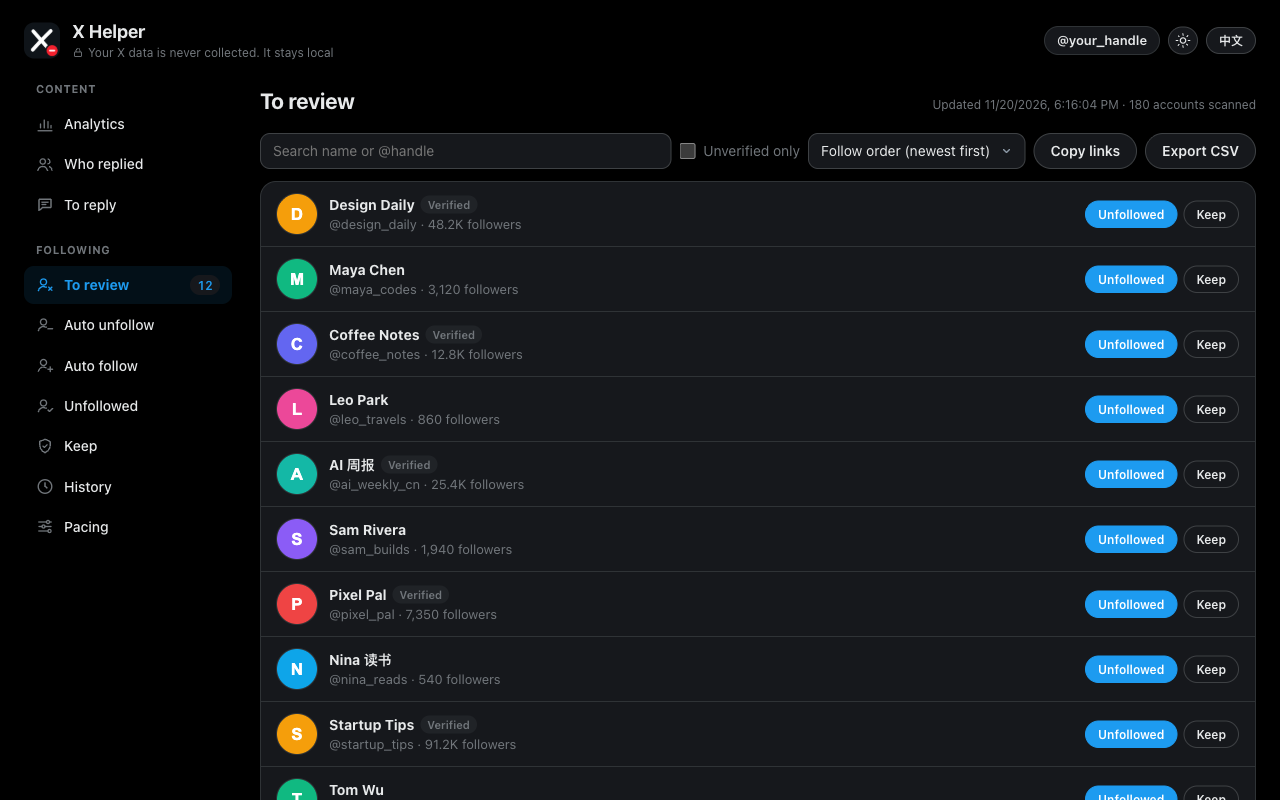 X Helper
Your X data is never collected. It stays local
@your_handle
中文
CONTENT
Analytics
Who replied
To reply
FOLLOWING
To review 12
Auto unfollow
Auto follow
Unfollowed
Keep
History
Pacing
To review
Updated 11/20/2026, 6:16:04 PM · 180 accounts scanned
Search name or @handle
Unverified only
Follow order (newest first)
Copy links
Export CSV
D
Design Daily Verified
@design_daily · 48.2K followers
Unfollowed Keep
M
Maya Chen
@maya_codes · 3,120 followers
Unfollowed Keep
C
Coffee Notes Verified
@coffee_notes · 12.8K followers
Unfollowed Keep
L
Leo Park
@leo_travels · 860 followers
Unfollowed Keep
A
AI 周报 Verified
@ai_weekly_cn · 25.4K followers
Unfollowed Keep
S
Sam Rivera
@sam_builds · 1,940 followers
Unfollowed Keep
P
Pixel Pal Verified
@pixel_pal · 7,350 followers
Unfollowed Keep
N
Nina 读书
@nina_reads · 540 followers
Unfollowed Keep
S
Startup Tips Verified
@startup_tips · 91.2K followers
Unfollowed Keep
T
Tom Wu
Unfollowed Keep